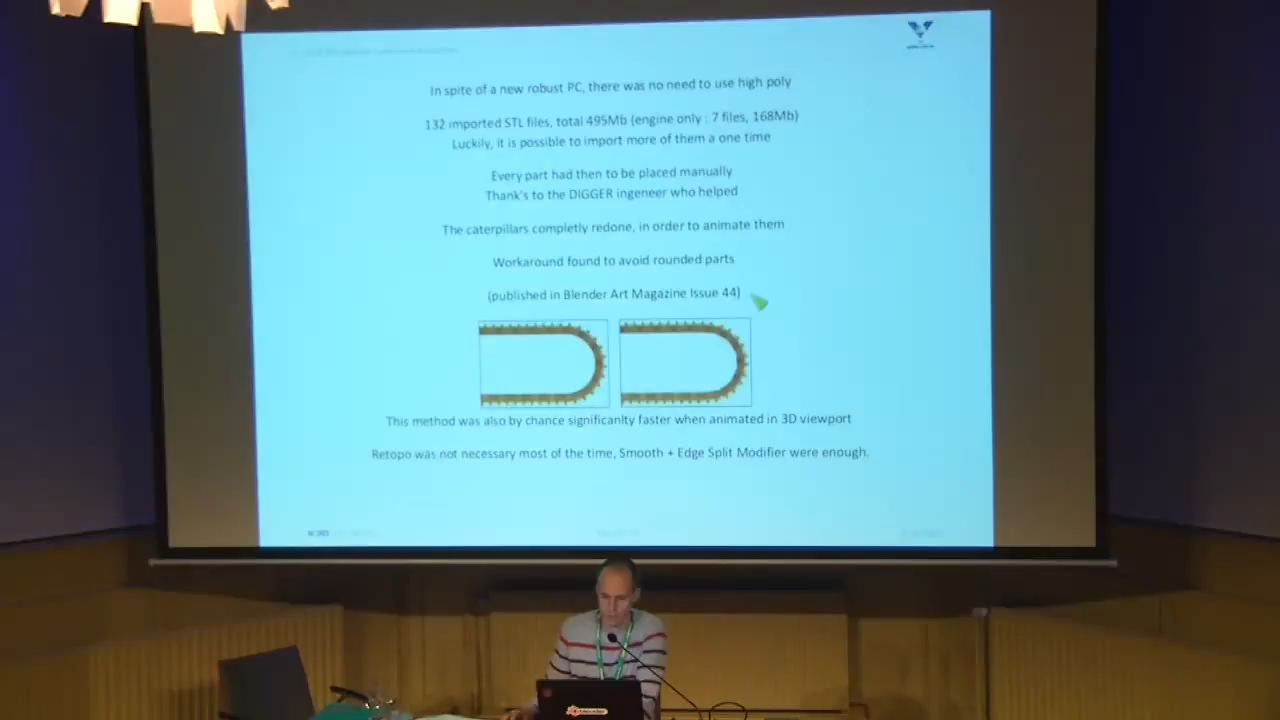 In spite of a new robust PC, there was no need to use high poly
132 imported STL files, total 495Mb (engine only : 7 files, 168Mb)
Luckily, it is possible to import more of them a one time
Every part had then to be placed manually
Thank's to the DIGGER ingeneer who helped
The caterpillars completly redone, in order to animate them
Workaround found to avoid rounded parts
(published in Blender Art Magazine Issue 44)
This method was also by chance significanlty faster when animated in 3D viewport
Retopo was not necessary most of the time, Smooth + Edge Split Modifier were enough.